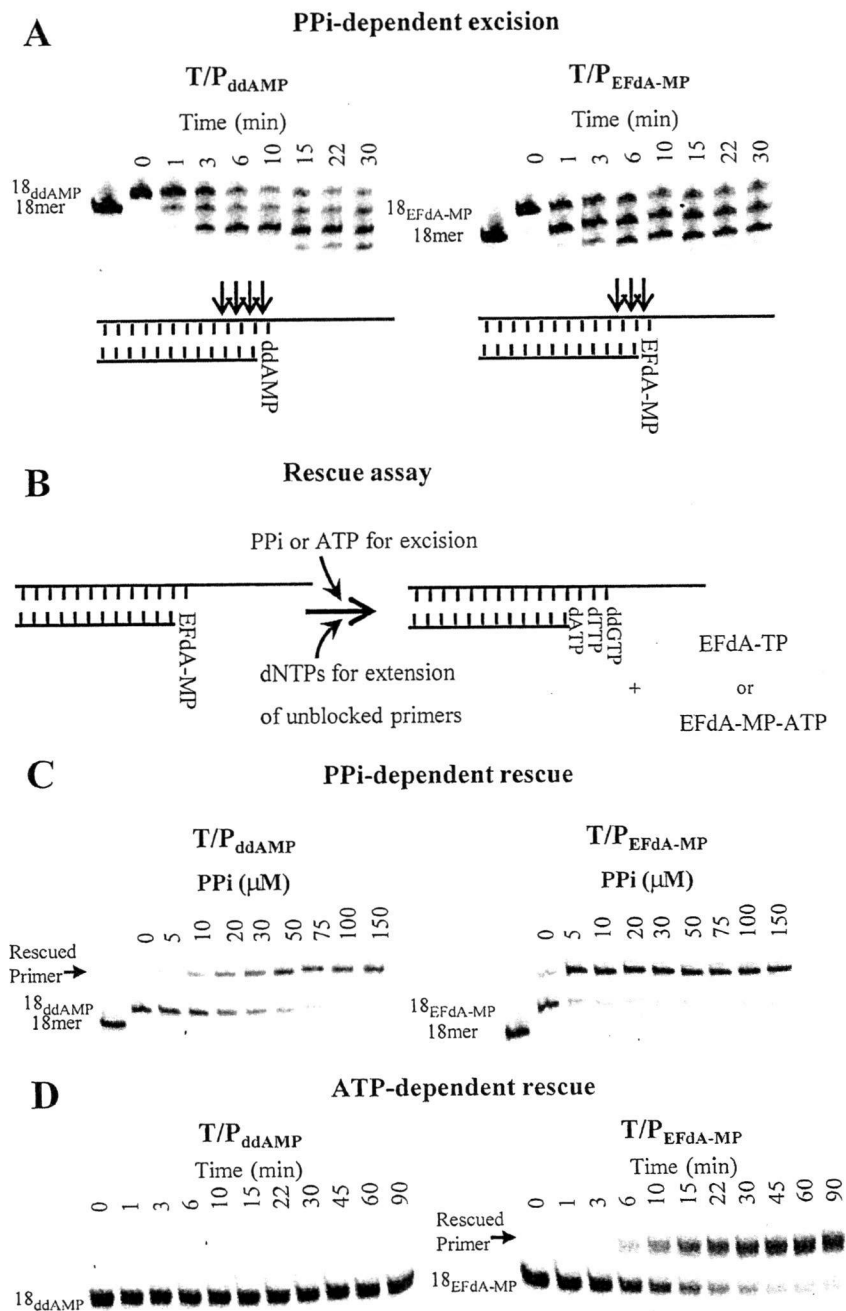 A
PPi-dependent excision
T/PddAMP
Time (min)
0 1 3 6 10 15 22 30
18ddAMP
18mer
T/PEFdA-MP
Time (min)
0 1 3 6 10 15 22 30
18EFdA-MP
18mer
ddAMP
EFdA-MP
B
Rescue assay
PPi or ATP for excision
EFdA-MP
dNTPs for extension
of unblocked primers
dATP
dTTP
ddGTP
+
EFdA-TP
or
EFdA-MP-ATP
C
PPi-dependent rescue
T/PddAMP
PPi (μM)
0 5 10 20 30 50 75 100 150
Rescued
Primer
18ddAMP
18mer
T/PEFdA-MP
PPi (μM)
0 5 10 20 30 50 75 100 150
18EFdA-MP
18mer
D
ATP-dependent rescue
T/PddAMP
Time (min)
0 1 3 6 10 15 22 30 45 60 90
18ddAMP
T/PEFdA-MP
Time (min)
0 1 3 6 10 15 22 30 45 60 90
Rescued
Primer
18EFdA-MP